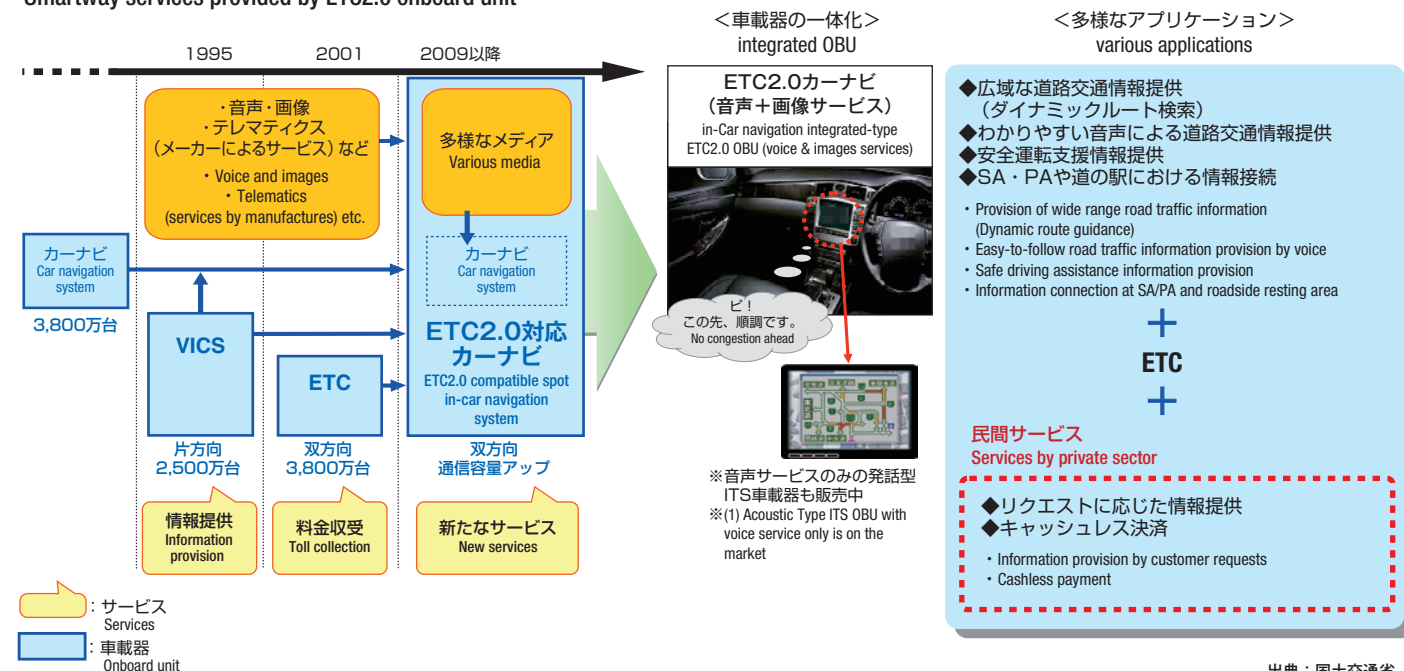 Smartway services provided by ETC2.0 onboard unit
1995
2001
2009以降
・音声・画像
・テレマティクス
(メーカーによるサービス) など
・Voice and images
・Telematics
(services by manufactures) etc.
多様なメディア
Various media
カーナビ
Car navigation
system
3,800万台
カーナビ
Car navigation
system
VICS
ETC
ETC2.0対応
カーナビ
ETC2.0 compatible spot
in-car navigation
system
片方向
2,500万台
双方向
3,800万台
双方向
通信容量アップ
情報提供
Information
provision
料金収受
Toll collection
新たなサービス
New services
：サービス
Services
：車載器
Onboard unit
＜車載器の一体化＞
integrated OBU
ETC2.0カーナビ
（音声＋画像サービス）
in-Car navigation integrated-type
ETC2.0 OBU (voice & images services)
ピ！
この先、順調です。
No congestion ahead
※音声サービスのみの発話型
ITS車載器も販売中
※(1) Acoustic Type ITS OBU with
voice service only is on the
market
＜多様なアプリケーション＞
various applications
◆広域な道路交通情報提供
（ダイナミックルート検索）
◆わかりやすい音声による道路交通情報提供
◆安全運転支援情報提供
◆SA・PAや道の駅における情報接続
・Provision of wide range road traffic information
(Dynamic route guidance)
・Easy-to-follow road traffic information provision by voice
・Safe driving assistance information provision
・Information connection at SA/PA and roadside resting area
＋
ETC
＋
民間サービス
Services by private sector
◆リクエストに応じた情報提供
◆キャッシュレス決済
・Information provision by customer requests
・Cashless payment
出典：国土交通省